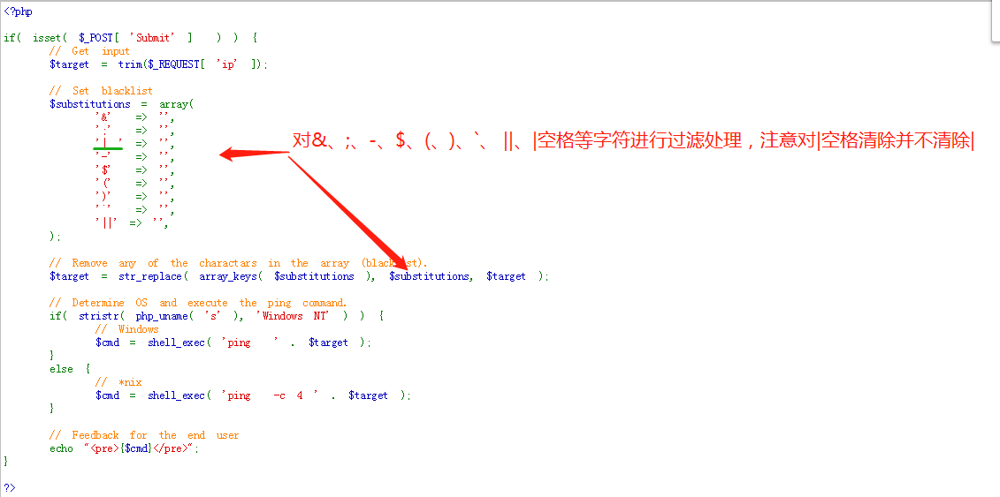 <?php
if( isset( $_POST[ 'Submit' ] ) ) {
// Get input
$target = trim($_REQUEST[ 'ip' ]);
// Set blacklist
$substitutions = array(
'&' => '',
';' => '',
'| ' => '',
'-' => '',
'$' => '',
'(' => '',
')' => '',
'`' => '',
'||' => '',
);
对&、;、-、$、(、)、`、 ||、|空格等字符进行过滤处理，注意对|空格清除并不清除|
// Remove any of the charactars in the array (blacklist).
$target = str_replace( array_keys( $substitutions ), $substitutions, $target );
// Determine OS and execute the ping command.
if( stristr( php_uname( 's' ), 'Windows NT' ) ) {
// Windows
$cmd = shell_exec( 'ping ' . $target );
}
else {
// *nix
$cmd = shell_exec( 'ping -c 4 ' . $target );
}
// Feedback for the end user
echo "<pre>{$cmd}</pre>";
}
?>